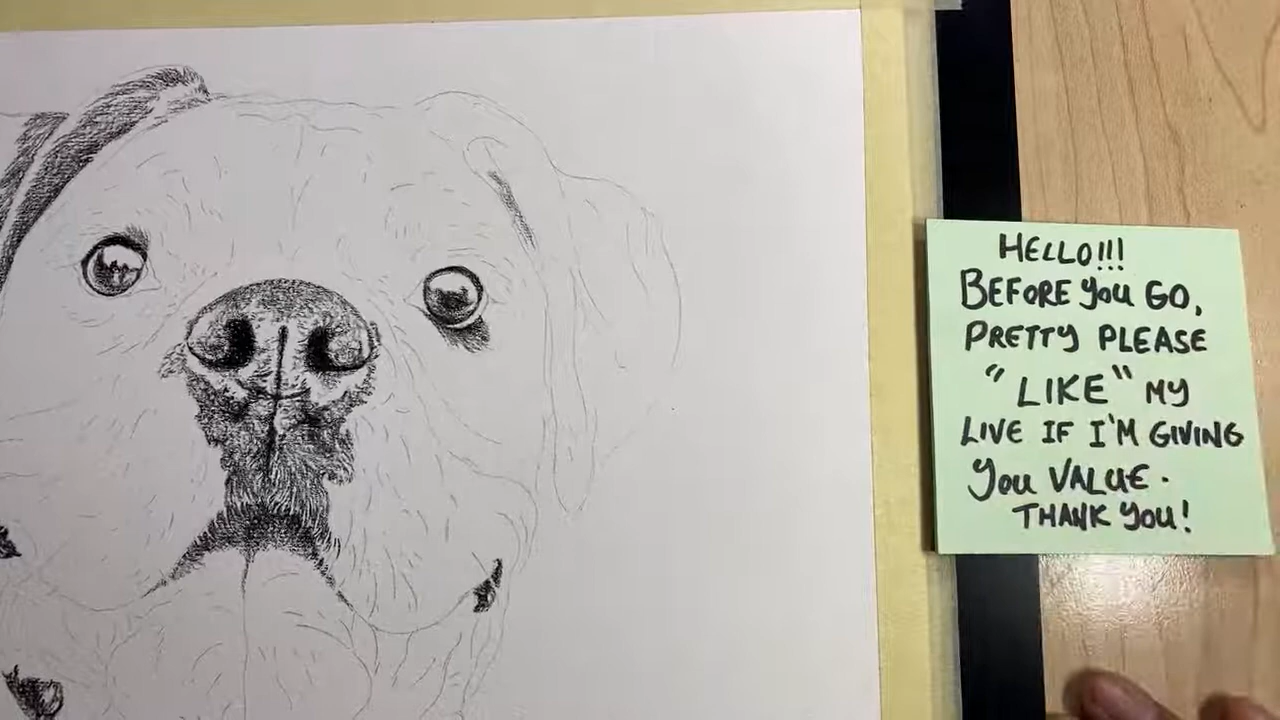 HELLO!!!
BEFORE you GO,
PRETTY PLEASE
"LIKE" MY
LIVE IF I'M GIVING
you VALUE.
THANK you!